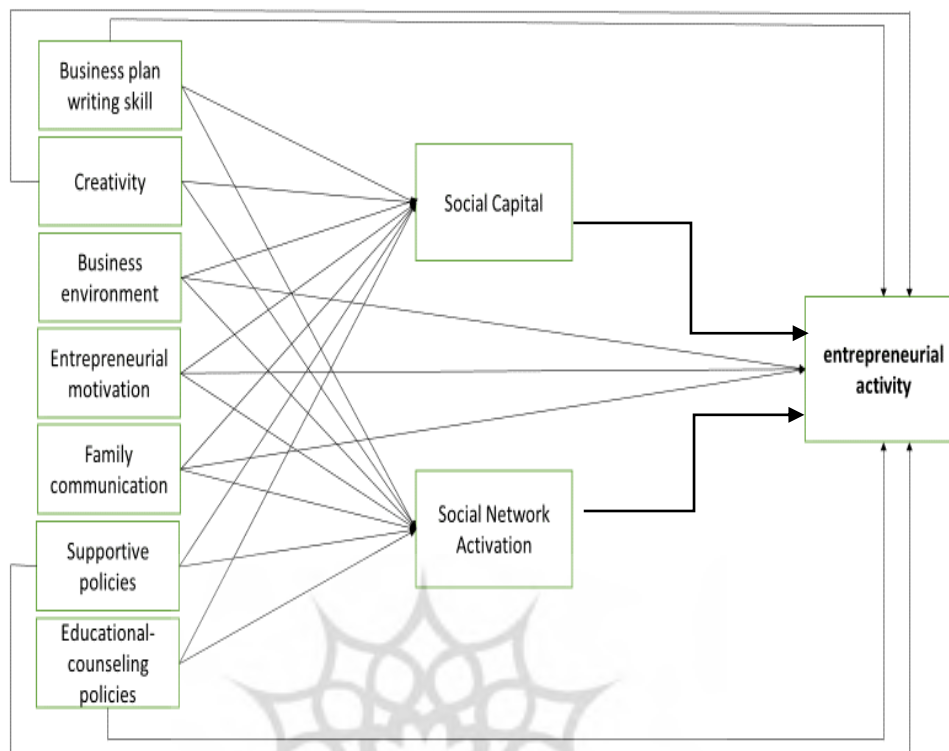 Business plan
writing skill
Creativity
Business
environment
Entrepreneurial
motivation
Family
communication
Supportive
policies
Educational-
counseling
policies
Social Capital
Social Network
Activation
entrepreneurial
activity